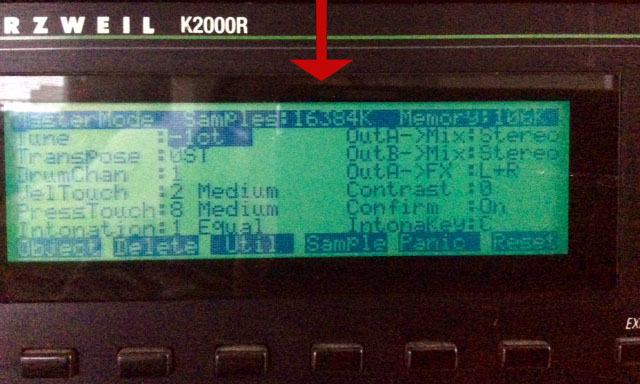 RZWEIL K2000R
MasterMode Samples:16384K Memory:106K
Tune :-1ct OutA->Mix:Stereo
Transpose :0ST OutB->Mix:Stereo
DrumChan :1 OutA->FX :L+R
VelTouch :2 Medium Contrast :0
PressTouch:8 Medium Confirm :On
Intonation:1 Equal IntonaKey:C
Object Delete Util Sample Panic Reset